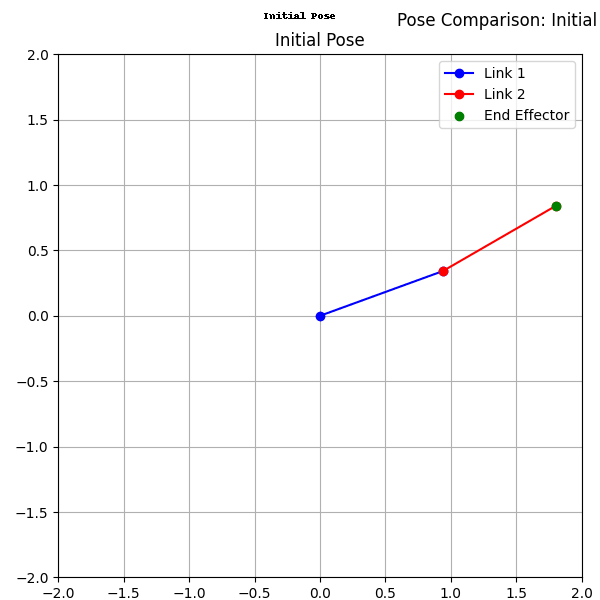 Initial Pose
Pose Comparison: Initial
Initial Pose
Link 1
Link 2
End Effector
2.0
1.5
1.0
0.5
0.0
−0.5
−1.0
−1.5
−2.0
−2.0 −1.5 −1.0 −0.5 0.0 0.5 1.0 1.5 2.0